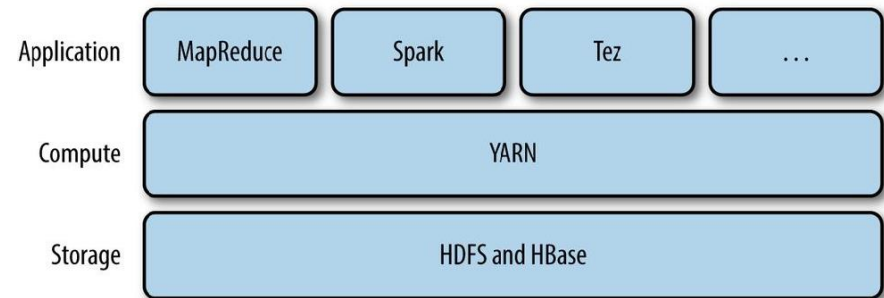 Application MapReduce Spark Tez ...
Compute YARN
Storage HDFS and HBase